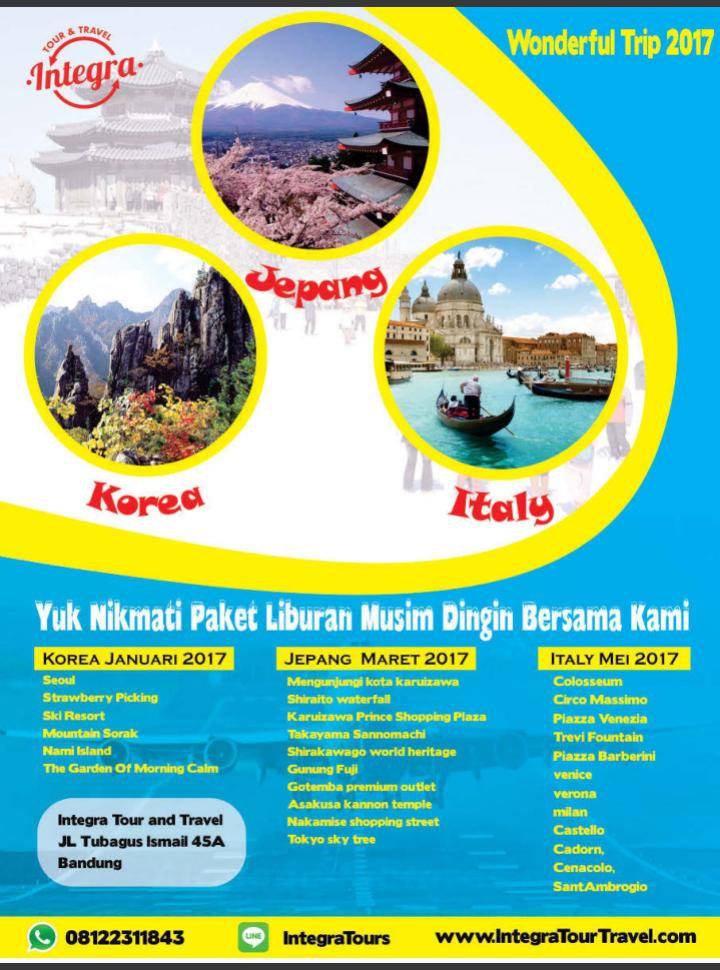 TOUR & TRAVEL
Integra
Wonderful Trip 2017
Jepang
Korea
Italy
Yuk Nikmati Paket Liburan Musim Dingin Bersama Kami
KOREA JANUARI 2017
Seoul
Strawberry Picking
Ski Resort
Mountain Sorak
Nami Island
The Garden Of Morning Calm
JEPANG MARET 2017
Mengunjungi kota karuizawa
Shiraito waterfall
Karuizawa Prince Shopping Plaza
Takayama Sannomachi
Shirakawago world heritage
Gunung Fuji
Gotemba premium outlet
Asakusa kannon temple
Nakamise shopping street
Tokyo sky tree
ITALY MEI 2017
Colosseum
Circo Massimo
Piazza Venezia
Trevi Fountain
Piazza Barberini
venice
verona
milan
Castello
Cadorn,
Cenacolo,
SantAmbrogio
Integra Tour and Travel
JL Tubagus Ismail 45A
Bandung
08122311843
LINE
IntegraTours
www.IntegraTourTravel.com